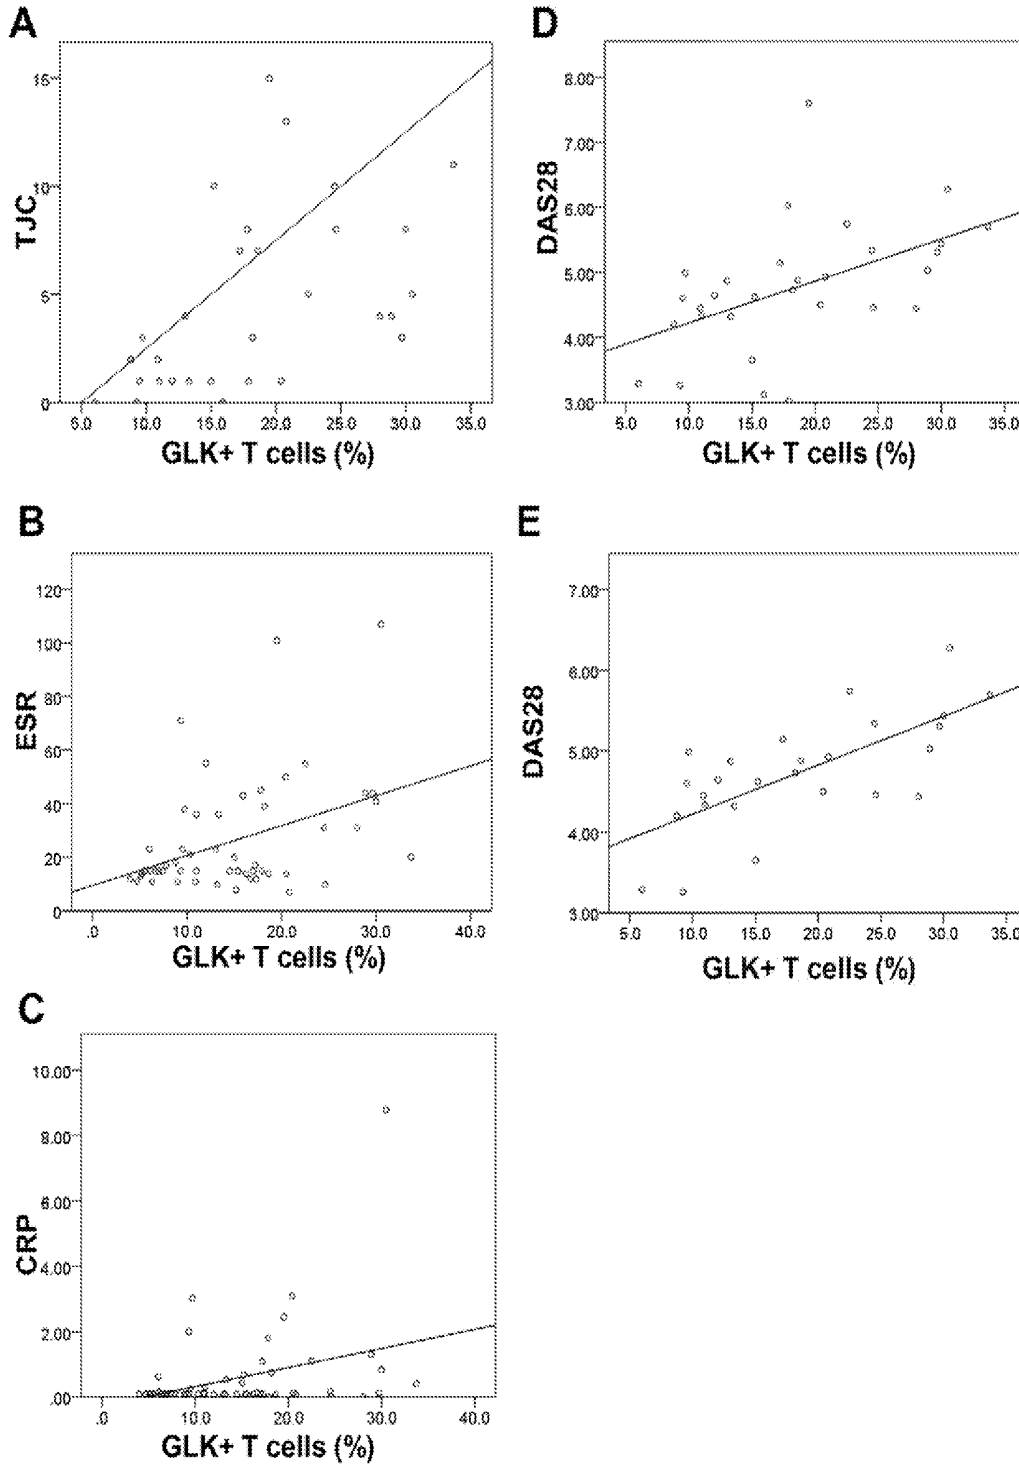 A
TJC
15
10
5
0
5.0 10.0 15.0 20.0 25.0 30.0 35.0
GLK+ T cells (%)
D
DAS28
8.00
7.00
6.00
5.00
4.00
3.00
5.0 10.0 15.0 20.0 25.0 30.0 35.0
GLK+ T cells (%)
B
ESR
120
100
80
60
40
20
0
.0 10.0 20.0 30.0 40.0
GLK+ T cells (%)
E
DAS28
7.00
6.00
5.00
4.00
3.00
5.0 10.0 15.0 20.0 25.0 30.0 35.0
GLK+ T cells (%)
C
CRP
10.00
8.00
6.00
4.00
2.00
.00
.0 10.0 20.0 30.0 40.0
GLK+ T cells (%)